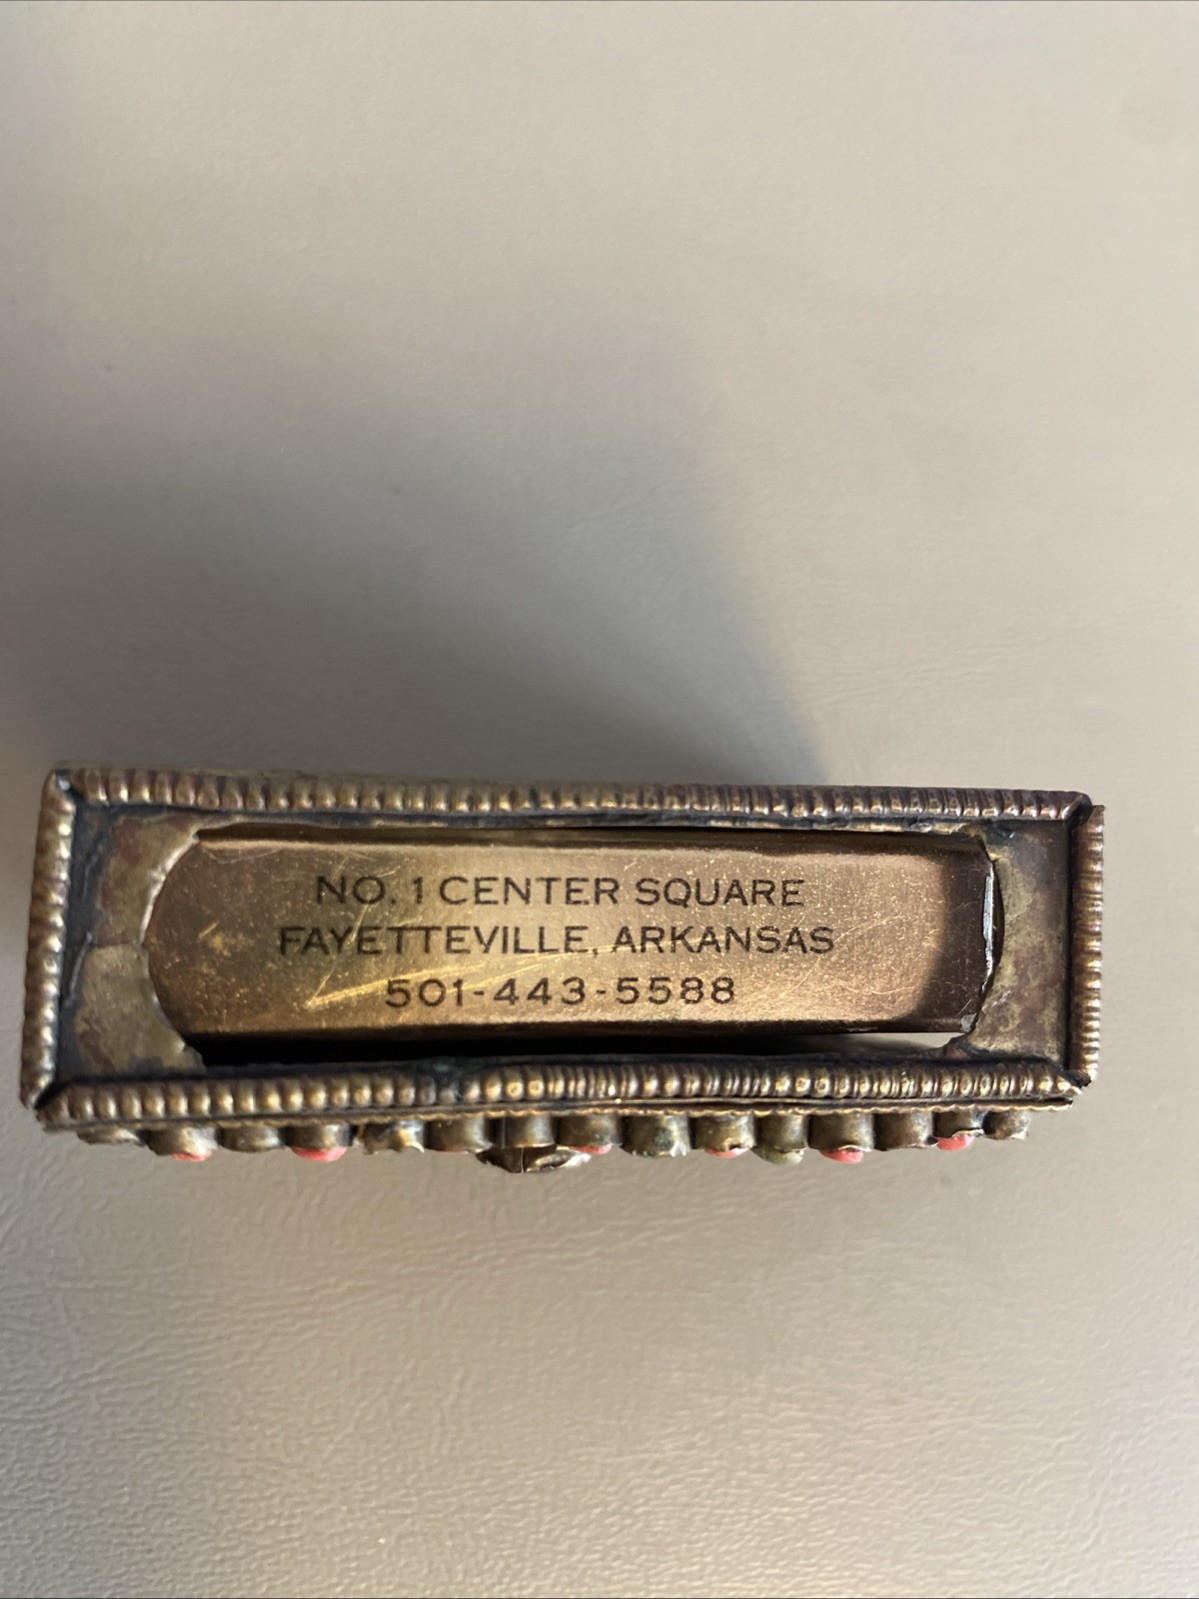 NO. 1 CENTER SQUARE
FAYETTEVILLE, ARKANSAS
501-443-5588